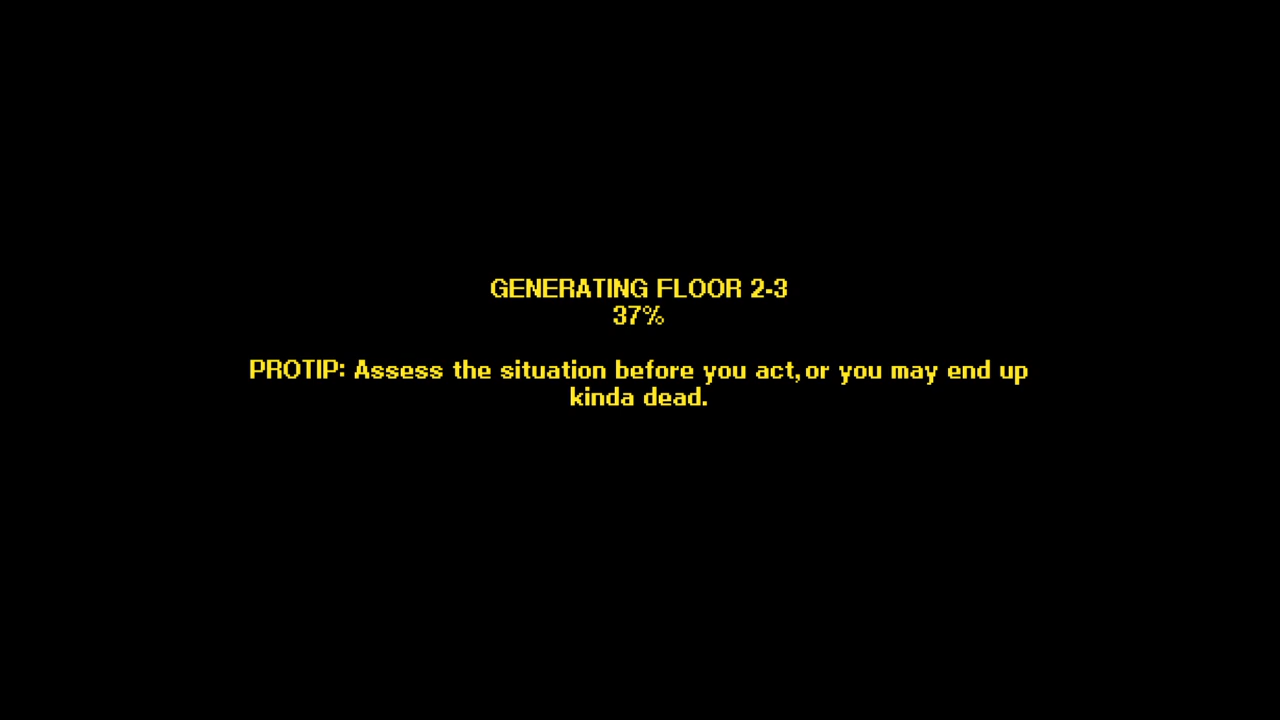 GENERATING FLOOR 2-3
37%
PROTIP: Assess the situation before you act, or you may end up
kinda dead.